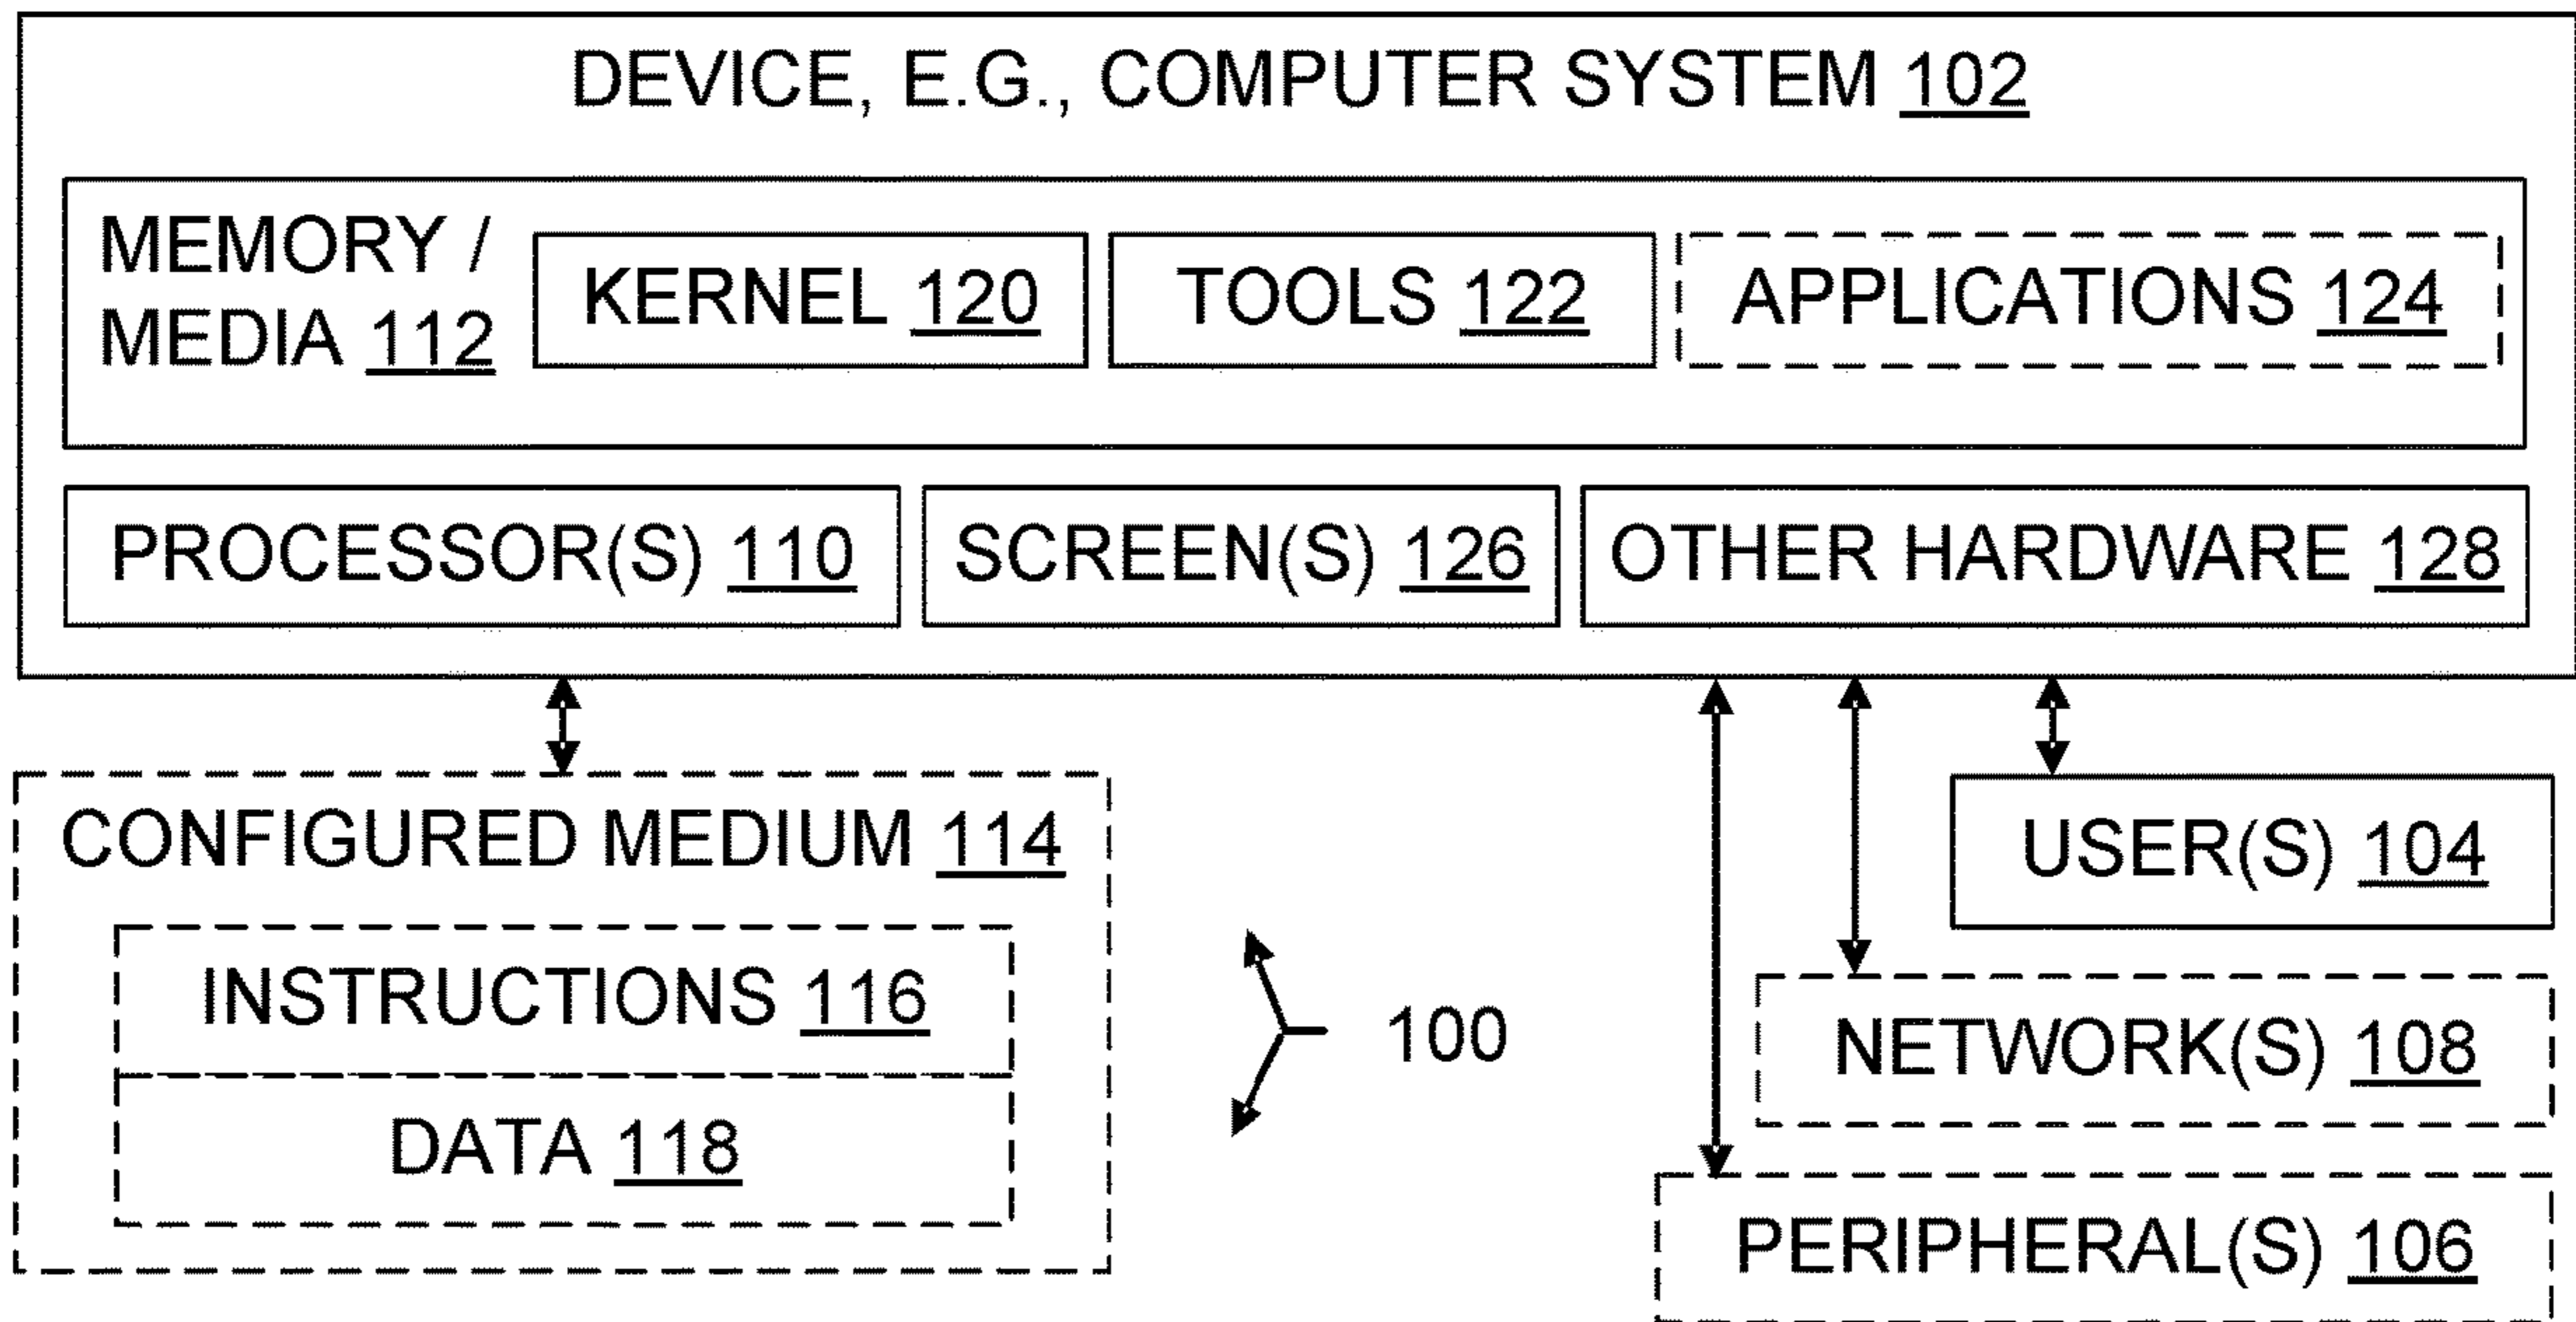 DEVICE, E.G., COMPUTER SYSTEM 102
MEMORY /
MEDIA 112
KERNEL 120
TOOLS 122
APPLICATIONS 124
PROCESSOR(S) 110
SCREEN(S) 126
OTHER HARDWARE 128
CONFIGURED MEDIUM 114
INSTRUCTIONS 116
DATA 118
100
USER(S) 104
NETWORK(S) 108
PERIPHERAL(S) 106